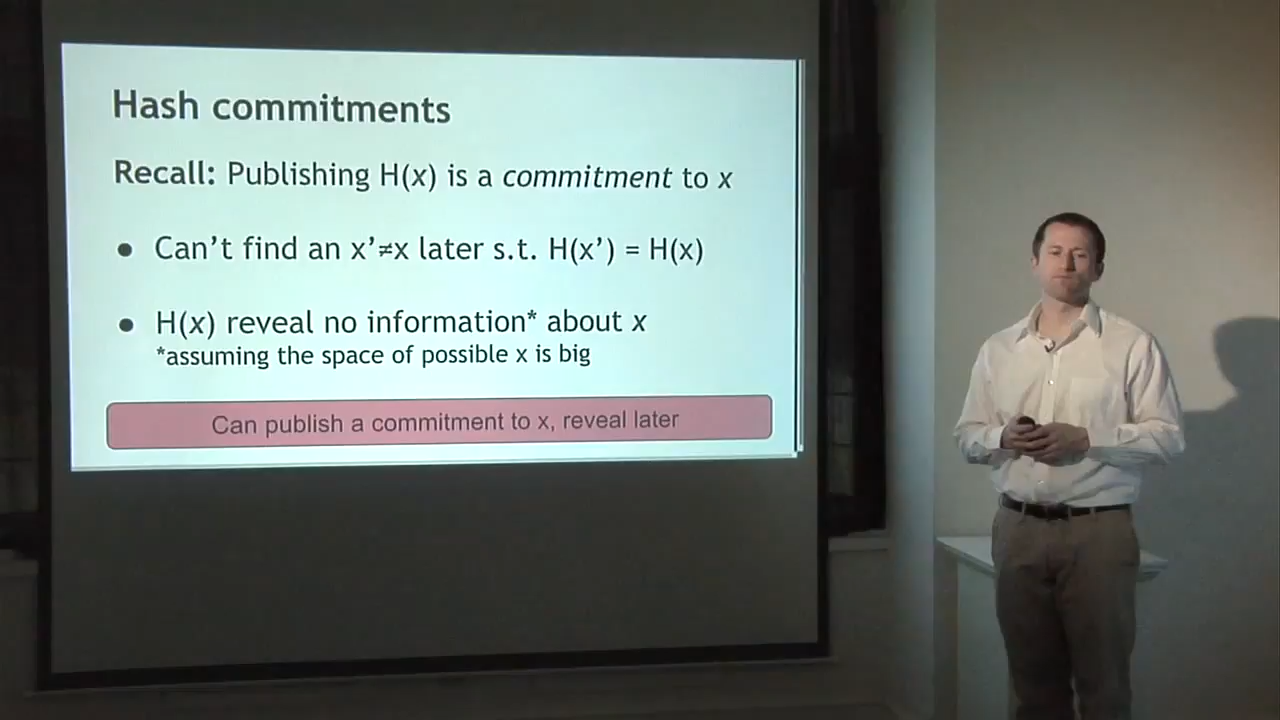 Hash commitments
Recall: Publishing H(x) is a commitment to x
● Can't find an x'≠x later s.t. H(x') = H(x)
● H(x) reveal no information* about x
*assuming the space of possible x is big
Can publish a commitment to x, reveal later